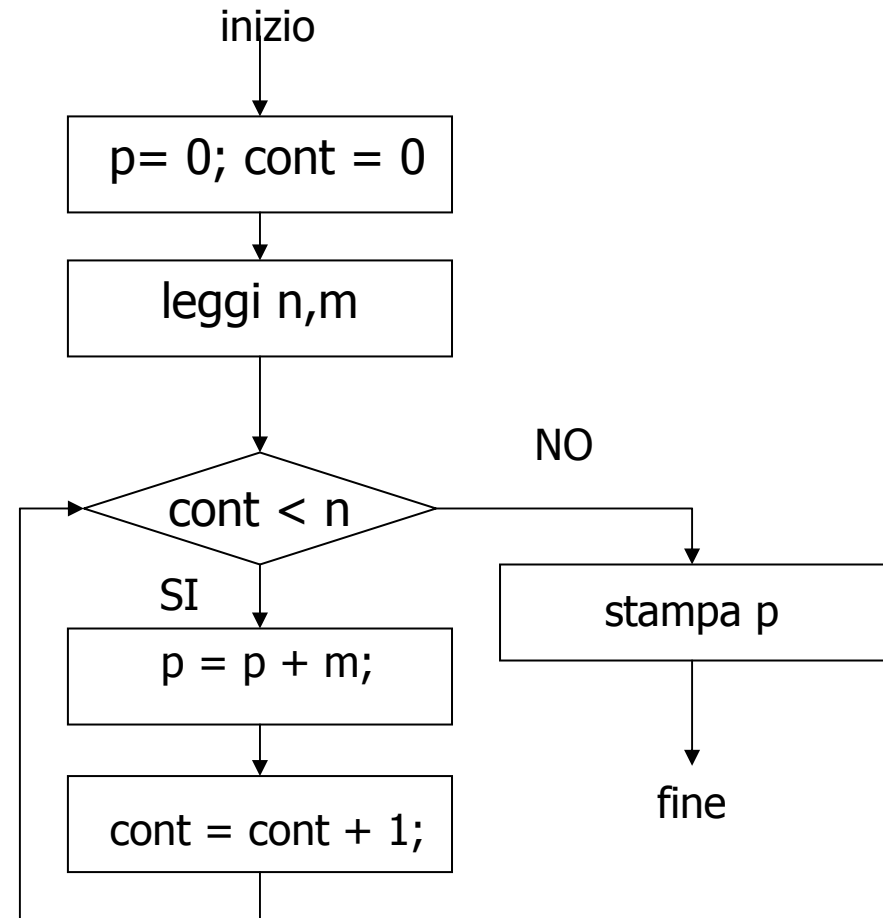 inizio
p= 0; cont = 0
leggi n,m
cont < n
NO
SI
p = p + m;
cont = cont + 1;
stampa p
fine